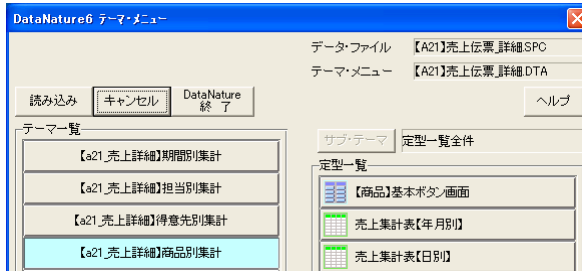 DataNature6 テーマ・メニュー
データ・ファイル 【A21】売上伝票_詳細.SPC
テーマ・メニュー 【A21】売上伝票_詳細.DTA
読み込み キャンセル DataNature
終 了 ヘルプ
テーマ一覧
サブ・テーマ 定型一覧全件
【a21_売上詳細】期間別集計
【a21_売上詳細】担当別集計
【a21_売上詳細】得意先別集計
【a21_売上詳細】商品別集計
定型一覧
【商品】基本ボタン画面
売上集計表【年月別】
売上集計表【日別】